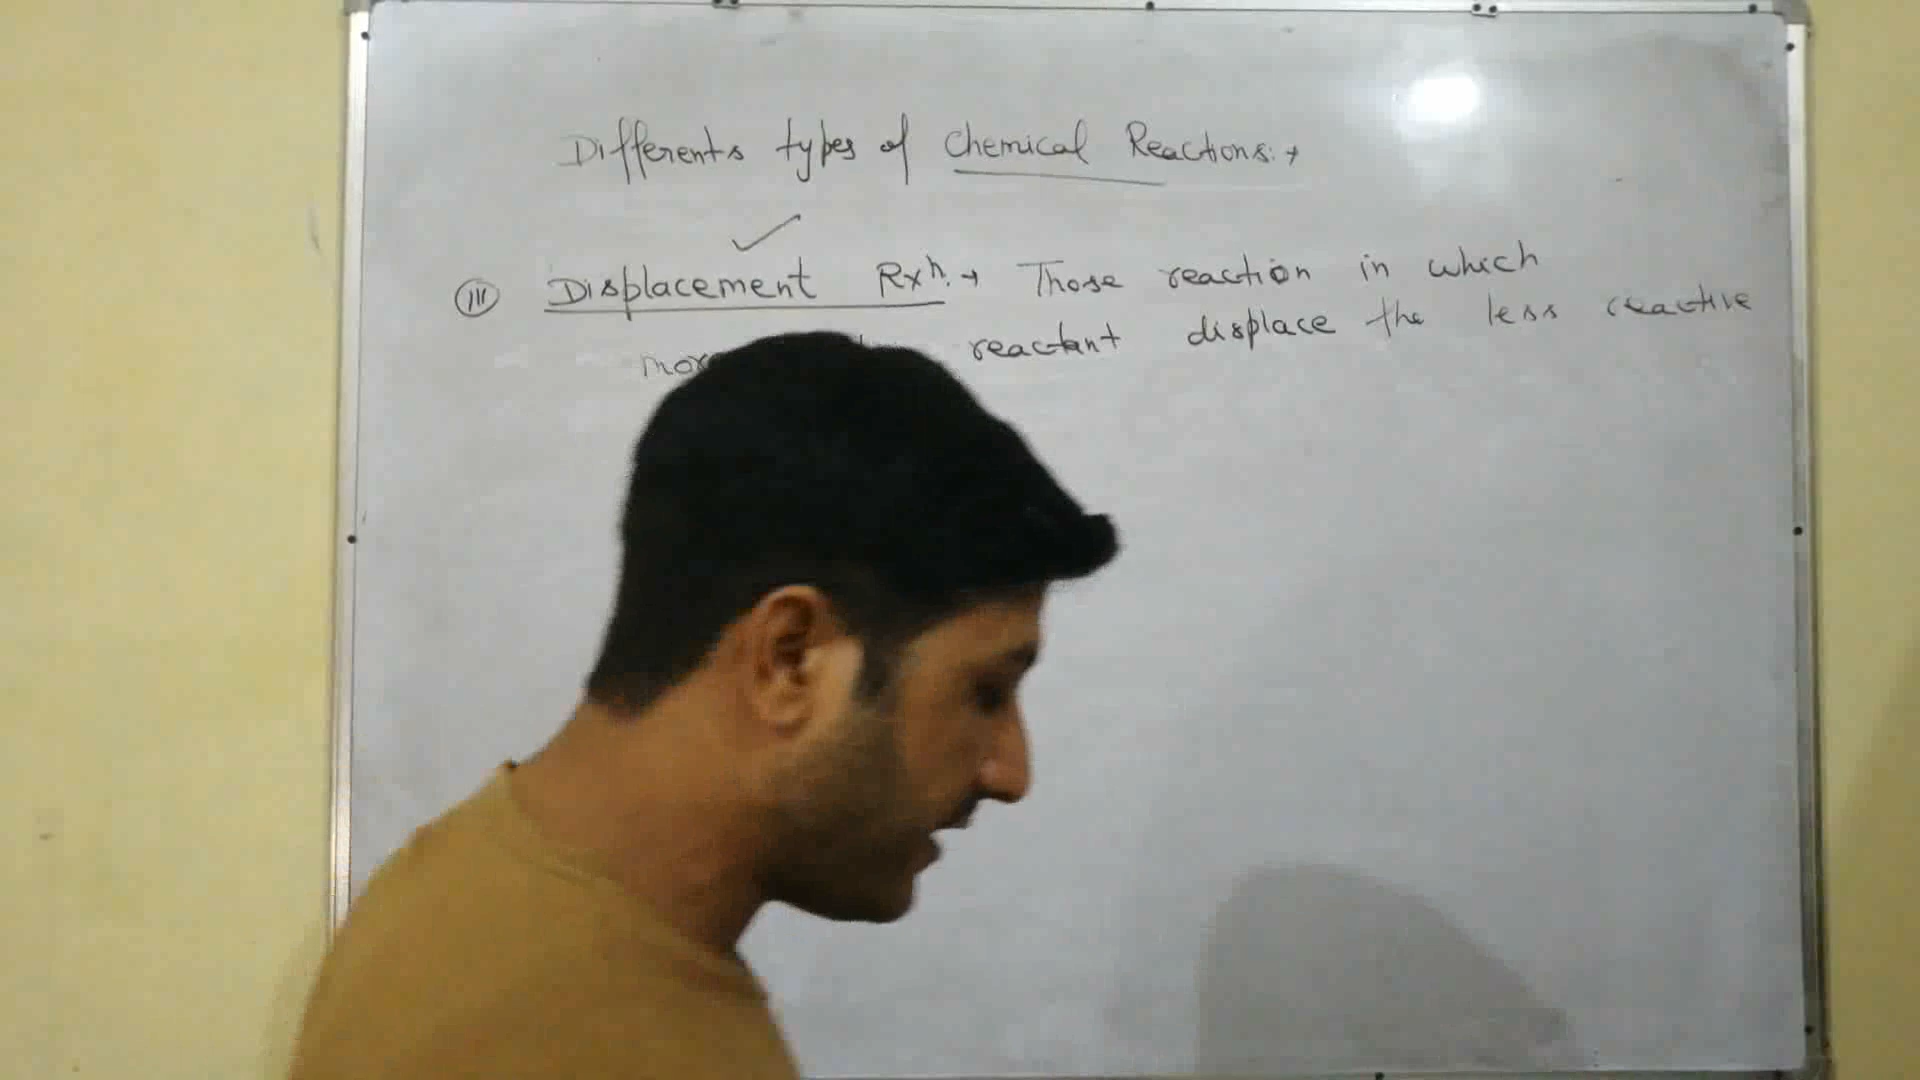 Differents types of Chemical Reactions:→
(iii) Displacement Rxn.→ Those reaction in which
reactant displace the less reactive